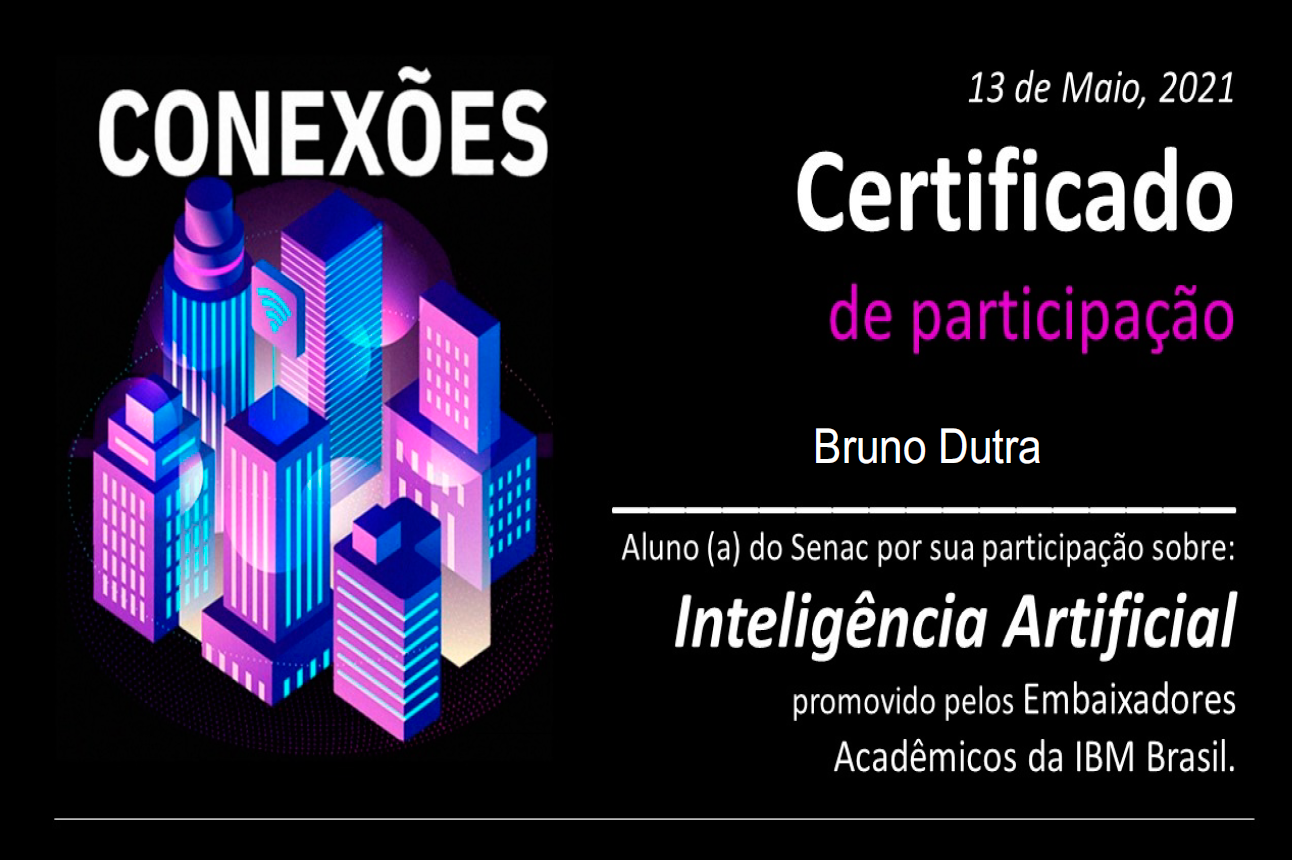 CONEXÕES
13 de Maio, 2021
Certificado
de participação
Bruno Dutra
Aluno (a) do Senac por sua participação sobre:
Inteligência Artificial
promovido pelos Embaixadores
Acadêmicos da IBM Brasil.